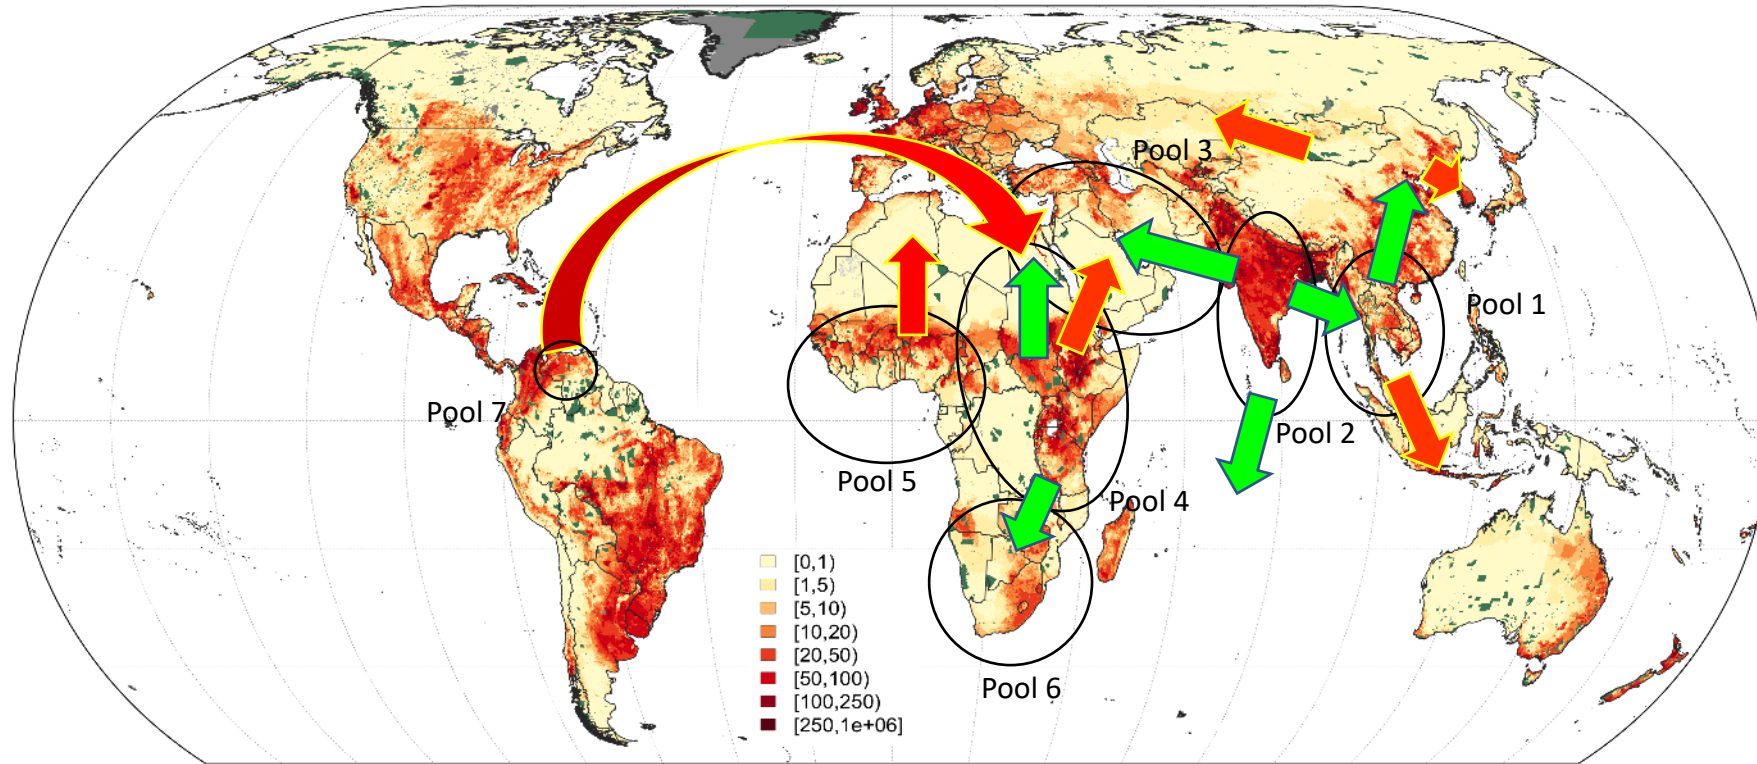 Pool 3
Pool 1
Pool 7
Pool 2
Pool 5
Pool 4
[0,1)
[1,5)
[5,10)
[10,20)
[20,50)
[50,100)
[100,250)
[250,1e+06]
Pool 6